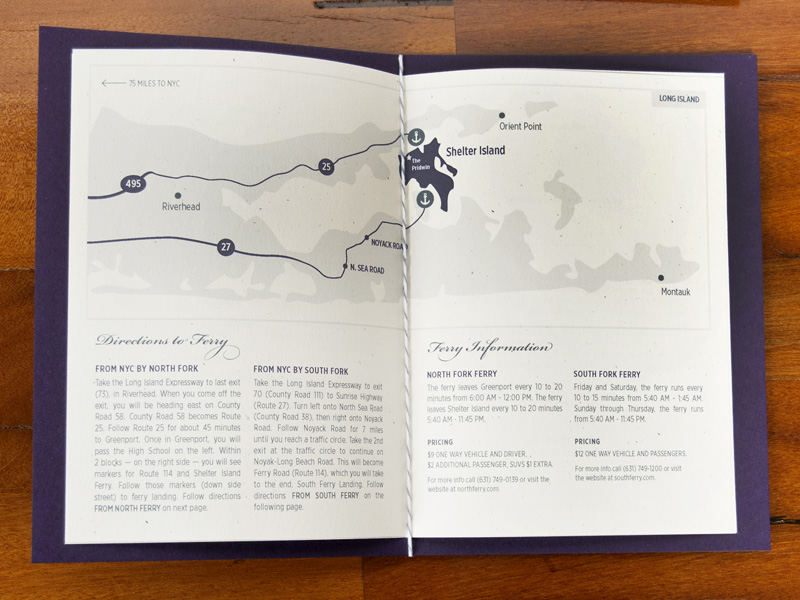 75 MILES TO NYC
LONG ISLAND
Orient Point
Shelter Island
The
Pridwin
25
495
Riverhead
27
NOYACK ROA
N. SEA ROAD
Montauk
Directions to Ferry
FROM NYC BY NORTH FORK
Take the Long Island Expressway to last exit
(73), in Riverhead. When you come off the
exit, you will be heading east on County
Road 58. County Road 58 becomes Route
25. Follow Route 25 for about 45 minutes
to Greenport. Once in Greenport, you will
pass the High School on the left. Within
2 blocks — on the right side — you will see
markers for Route 114 and Shelter Island
Ferry. Follow those markers (down side
street) to ferry landing. Follow directions
FROM NORTH FERRY on next page.
FROM NYC BY SOUTH FORK
Take the Long Island Expressway to exit
70 (County Road 111) to Sunrise Highway
(Route 27). Turn left onto North Sea Road
(County Road 38), then right onto Noyack
Road. Follow Noyack Road for 7 miles
until you reach a traffic circle. Take the 2nd
exit at the traffic circle to continue on
Noyak-Long Beach Road. This will become
Ferry Road (Route 114), which you will take
to the end, South Ferry Landing. Follow
directions FROM SOUTH FERRY on the
following page.
Ferry Information
NORTH FORK FERRY
The ferry leaves Greenport every 10 to 20
minutes from 6:00 AM - 12:00 PM. The ferry
leaves Shelter Island every 10 to 20 minutes
5:40 AM - 11:45 PM.
PRICING
$9 ONE WAY VEHICLE AND DRIVER,
$2 ADDITIONAL PASSENGER, SUVS $1 EXTRA.
For more info call (631) 749-0139 or visit the
website at northferry.com.
SOUTH FORK FERRY
Friday and Saturday, the ferry runs every
10 to 15 minutes from 5:40 AM - 1:45 AM.
Sunday through Thursday, the ferry runs
from 5:40 AM - 11:45 PM.
PRICING
$12 ONE WAY VEHICLE AND PASSENGERS.
For more info call (631) 749-1200 or visit
the website at southferry.com.